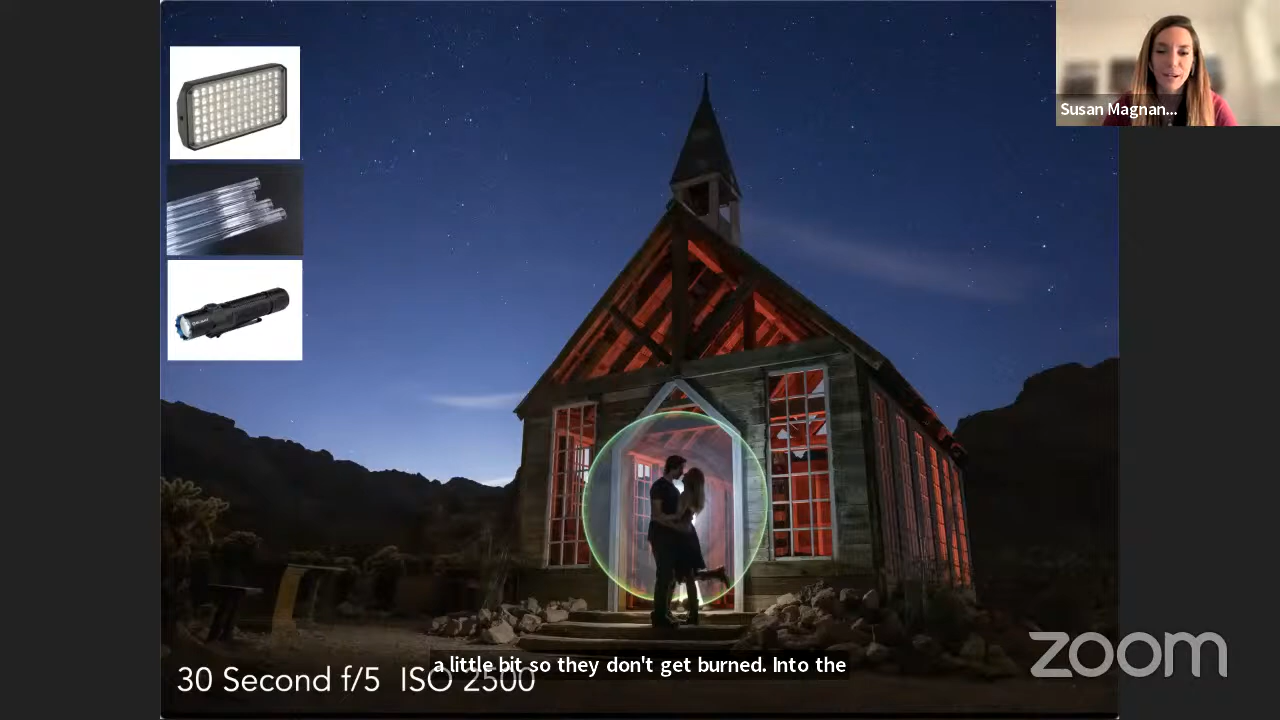 Susan Magnan...
a little bit so they don't get burned. Into the
30 Second f/5 ISO 2500
zoom